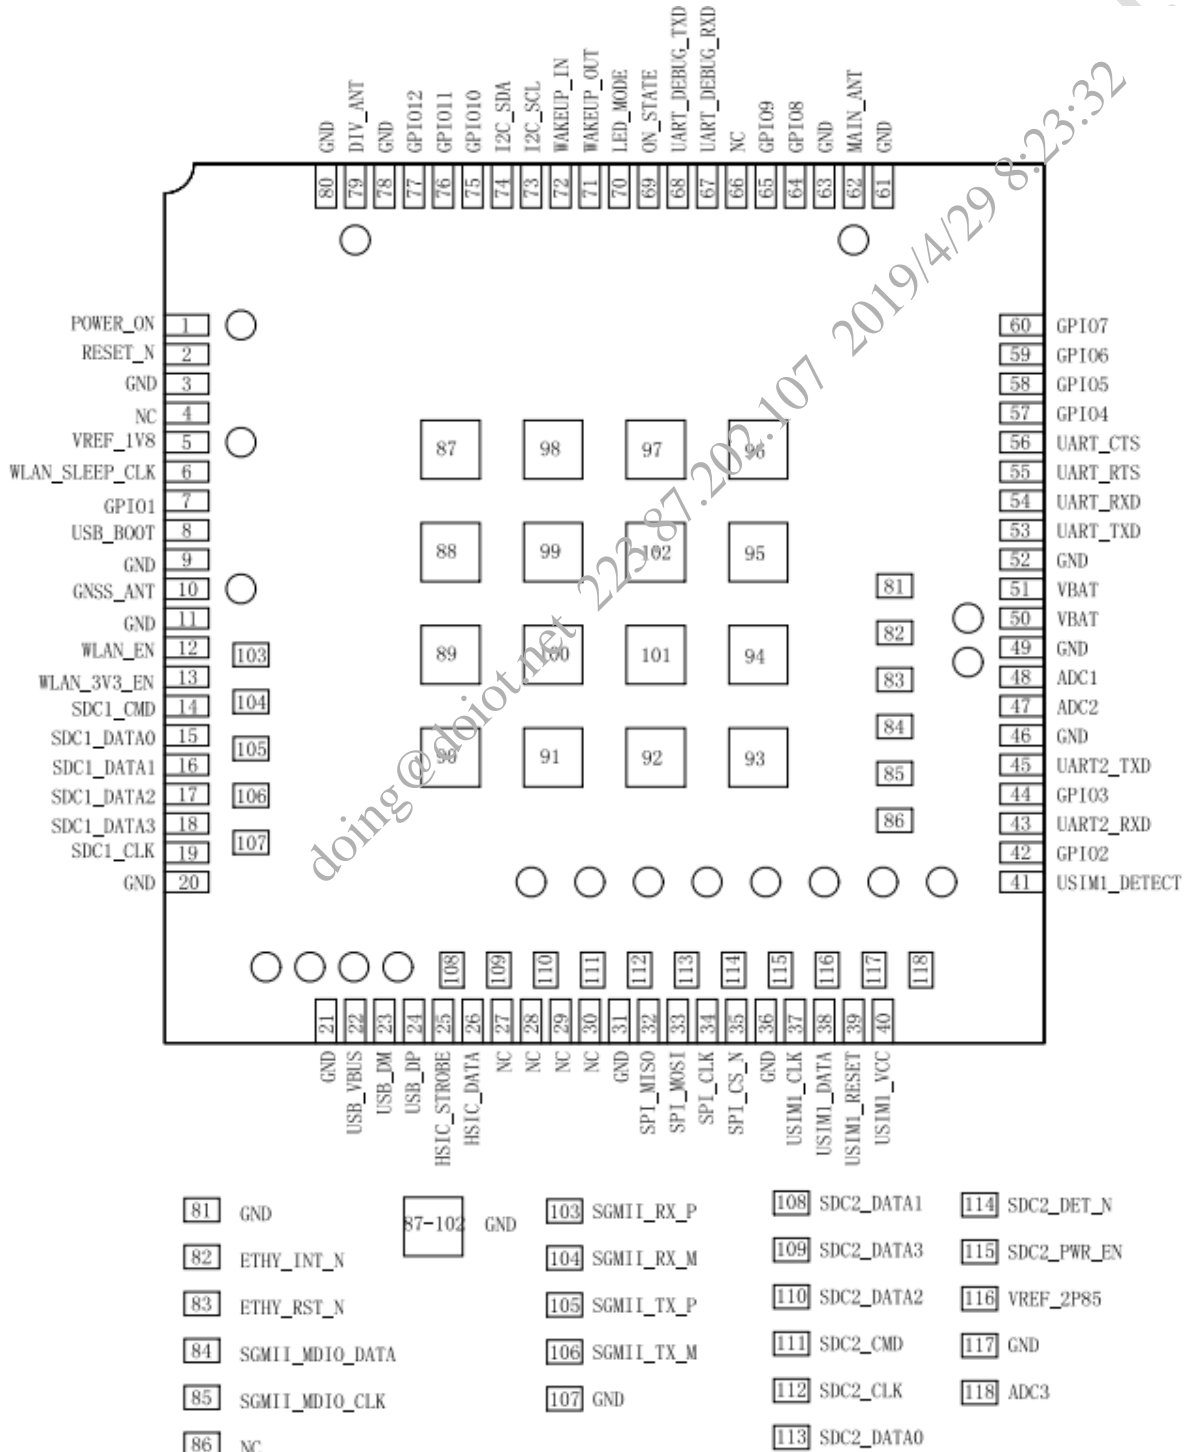 GND
DIV_ANT
GND
GPIO12
GPIO11
GPIO10
I2C_SDA
I2C_SCL
WAKEUP_IN
WAKEUP_OUT
LED_MODE
ON_STATE
UART_DEBUG_TXD
UART_DEBUG_RXD
NC
GPIO9
GPIO8
GND
MAIN_ANT
GND
80 79 78 77 76 75 74 73 72 71 70 69 68 67 66 65 64 63 62 61
POWER_ON 1
RESET_N 2
GND 3
NC 4
VREF_1V8 5
WLAN_SLEEP_CLK 6
GPIO1 7
USB_BOOT 8
GND 9
GNSS_ANT 10
GND 11
WLAN_EN 12
WLAN_3V3_EN 13
SDC1_CMD 14
SDC1_DATA0 15
SDC1_DATA1 16
SDC1_DATA2 17
SDC1_DATA3 18
SDC1_CLK 19
GND 20
103
104
105
106
107
87 98 97 96
88 99 102 95
89 100 101 94
90 91 92 93
81
82
83
84
85
86
60 GPIO7
59 GPIO6
58 GPIO5
57 GPIO4
56 UART_CTS
55 UART_RTS
54 UART_RXD
53 UART_TXD
52 GND
51 VBAT
50 VBAT
49 GND
48 ADC1
47 ADC2
46 GND
45 UART2_TXD
44 GPIO3
43 UART2_RXD
42 GPIO2
41 USIM1_DETECT
doing@doiot.net 223.87.202.107 2019/4/29 8:23:32
108 109 110 111 112 113 114 115 116 117 118
21 22 23 24 25 26 27 28 29 30 31 32 33 34 35 36 37 38 39 40
GND
USB_VBUS
USB_DM
USB_DP
HSIC_STROBE
HSIC_DATA
NC
NC
NC
NC
GND
SPI_MISO
SPI_MOSI
SPI_CLK
SPI_CS_N
GND
USIM1_CLK
USIM1_DATA
USIM1_RESET
USIM1_VCC
81 GND
82 ETHY_INT_N
83 ETHY_RST_N
84 SGMII_MDIO_DATA
85 SGMII_MDIO_CLK
86 NC
87-102 GND
103 SGMII_RX_P
104 SGMII_RX_M
105 SGMII_TX_P
106 SGMII_TX_M
107 GND
108 SDC2_DATA1
109 SDC2_DATA3
110 SDC2_DATA2
111 SDC2_CMD
112 SDC2_CLK
113 SDC2_DATA0
114 SDC2_DET_N
115 SDC2_PWR_EN
116 VREF_2P85
117 GND
118 ADC3